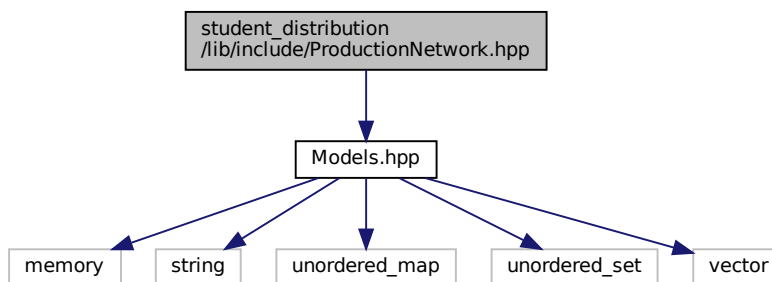 student_distribution
/lib/include/ProductionNetwork.hpp
Models.hpp
memory
string
unordered_map
unordered_set
vector